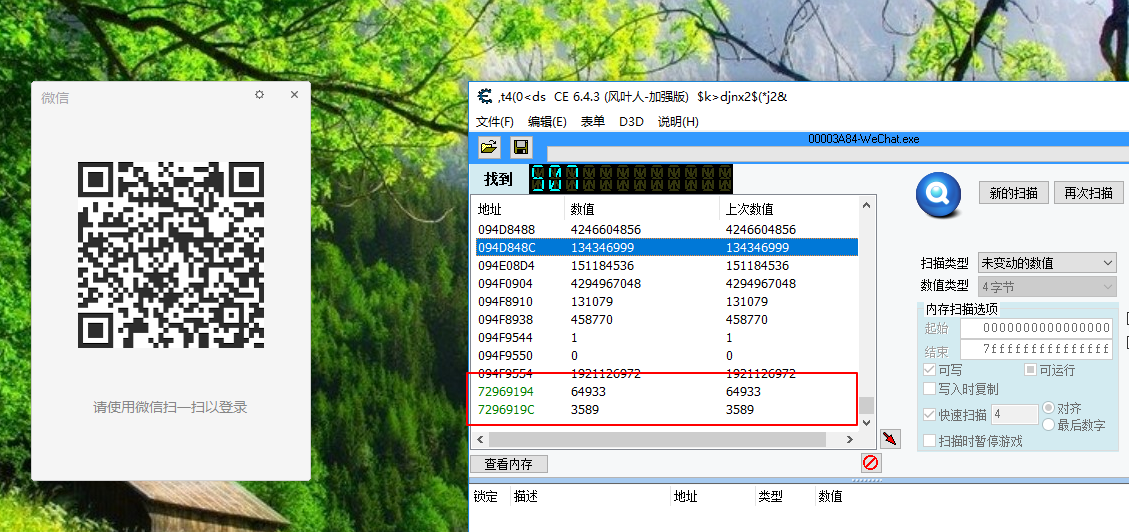 微信
请使用微信扫一扫以登录
,t4(0<ds CE 6.4.3 (风叶人-加强版) $k>djnx2$(*j2&
文件(F) 编辑(E) 表单 D3D 说明(H)
00003A84-WeChat.exe
找到 507
新的扫描 再次扫描
地址 数值 上次数值
094D8488 4246604856 4246604856
094D848C 134346999 134346999
094E08D4 151184536 151184536
094F0904 4294967048 4294967048
094F8910 131079 131079
094F8938 458770 458770
094F9544 1 1
094F9550 0 0
094F9554 1921126972 1921126972
72969194 64933 64933
7296919C 3589 3589
扫描类型 未变动的数值
数值类型 4字节
内存扫描选项
起始 0000000000000000
结束 7fffffffffffffff
可写 可运行
写入时复制
快速扫描 4 对齐
最后数字
扫描时暂停游戏
查看内存
锁定 描述 地址 类型 数值